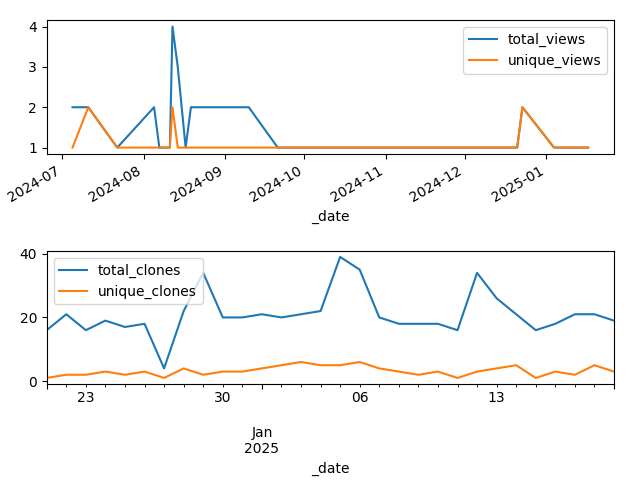 4
3
2
1
total_views
unique_views
2024-07
2024-08
2024-09
2024-10
2024-11
2024-12
2025-01
_date
40
20
0
total_clones
unique_clones
23
30
06
13
Jan
2025
_date